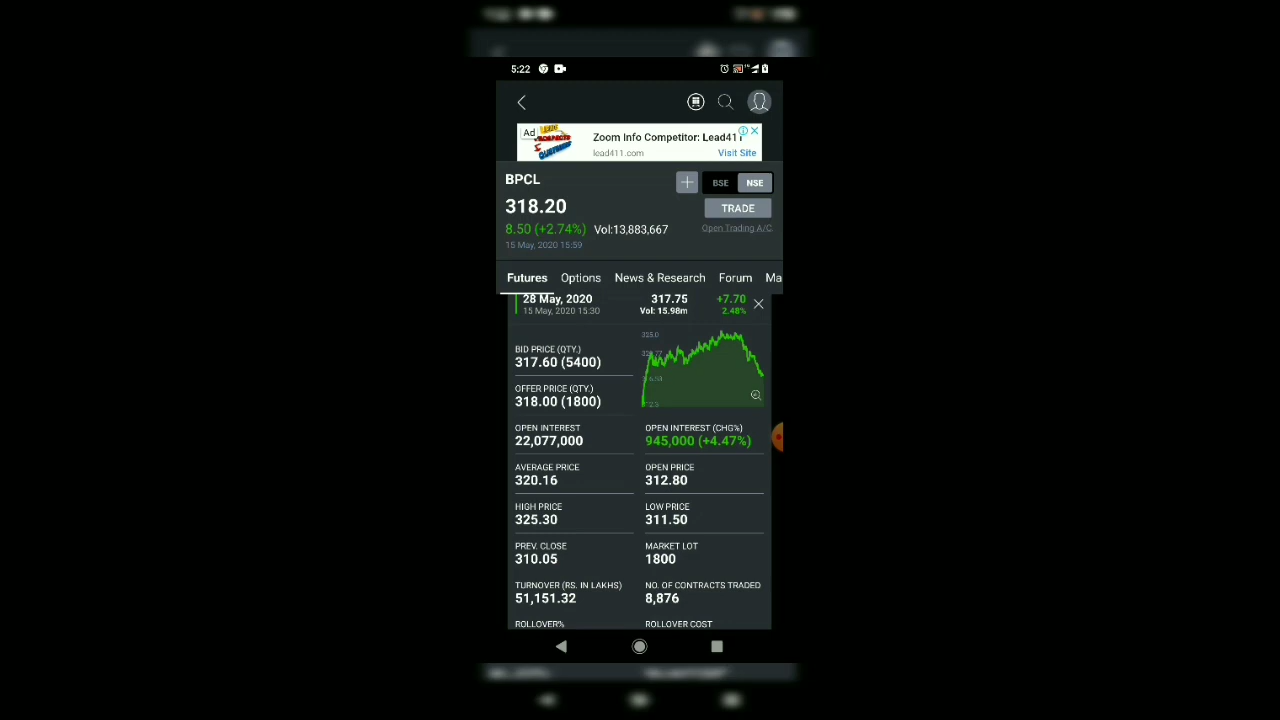 5:22
Ad
Zoom Info Competitor: Lead411
lead411.com
Visit Site
BPCL
BSE
NSE
318.20
TRADE
8.50 (+2.74%) Vol:13,883,667
Open Trading A/C
15 May, 2020 15:59
Futures Options News & Research Forum Ma
28 May, 2020 317.75 +7.70
15 May, 2020 15.30 Vol: 15.98m 2.48%
325.0
BID PRICE (QTY.)
317.60 (5400)
OFFER PRICE (QTY.)
318.00 (1800)
OPEN INTEREST OPEN INTEREST (CHG%)
22,077,000 945,000 (+4.47%)
AVERAGE PRICE OPEN PRICE
320.16 312.80
HIGH PRICE LOW PRICE
325.30 311.50
PREV. CLOSE MARKET LOT
310.05 1800
TURNOVER (RS. IN LAKHS) NO. OF CONTRACTS TRADED
51,151.32 8,876
ROLLOVER% ROLLOVER COST